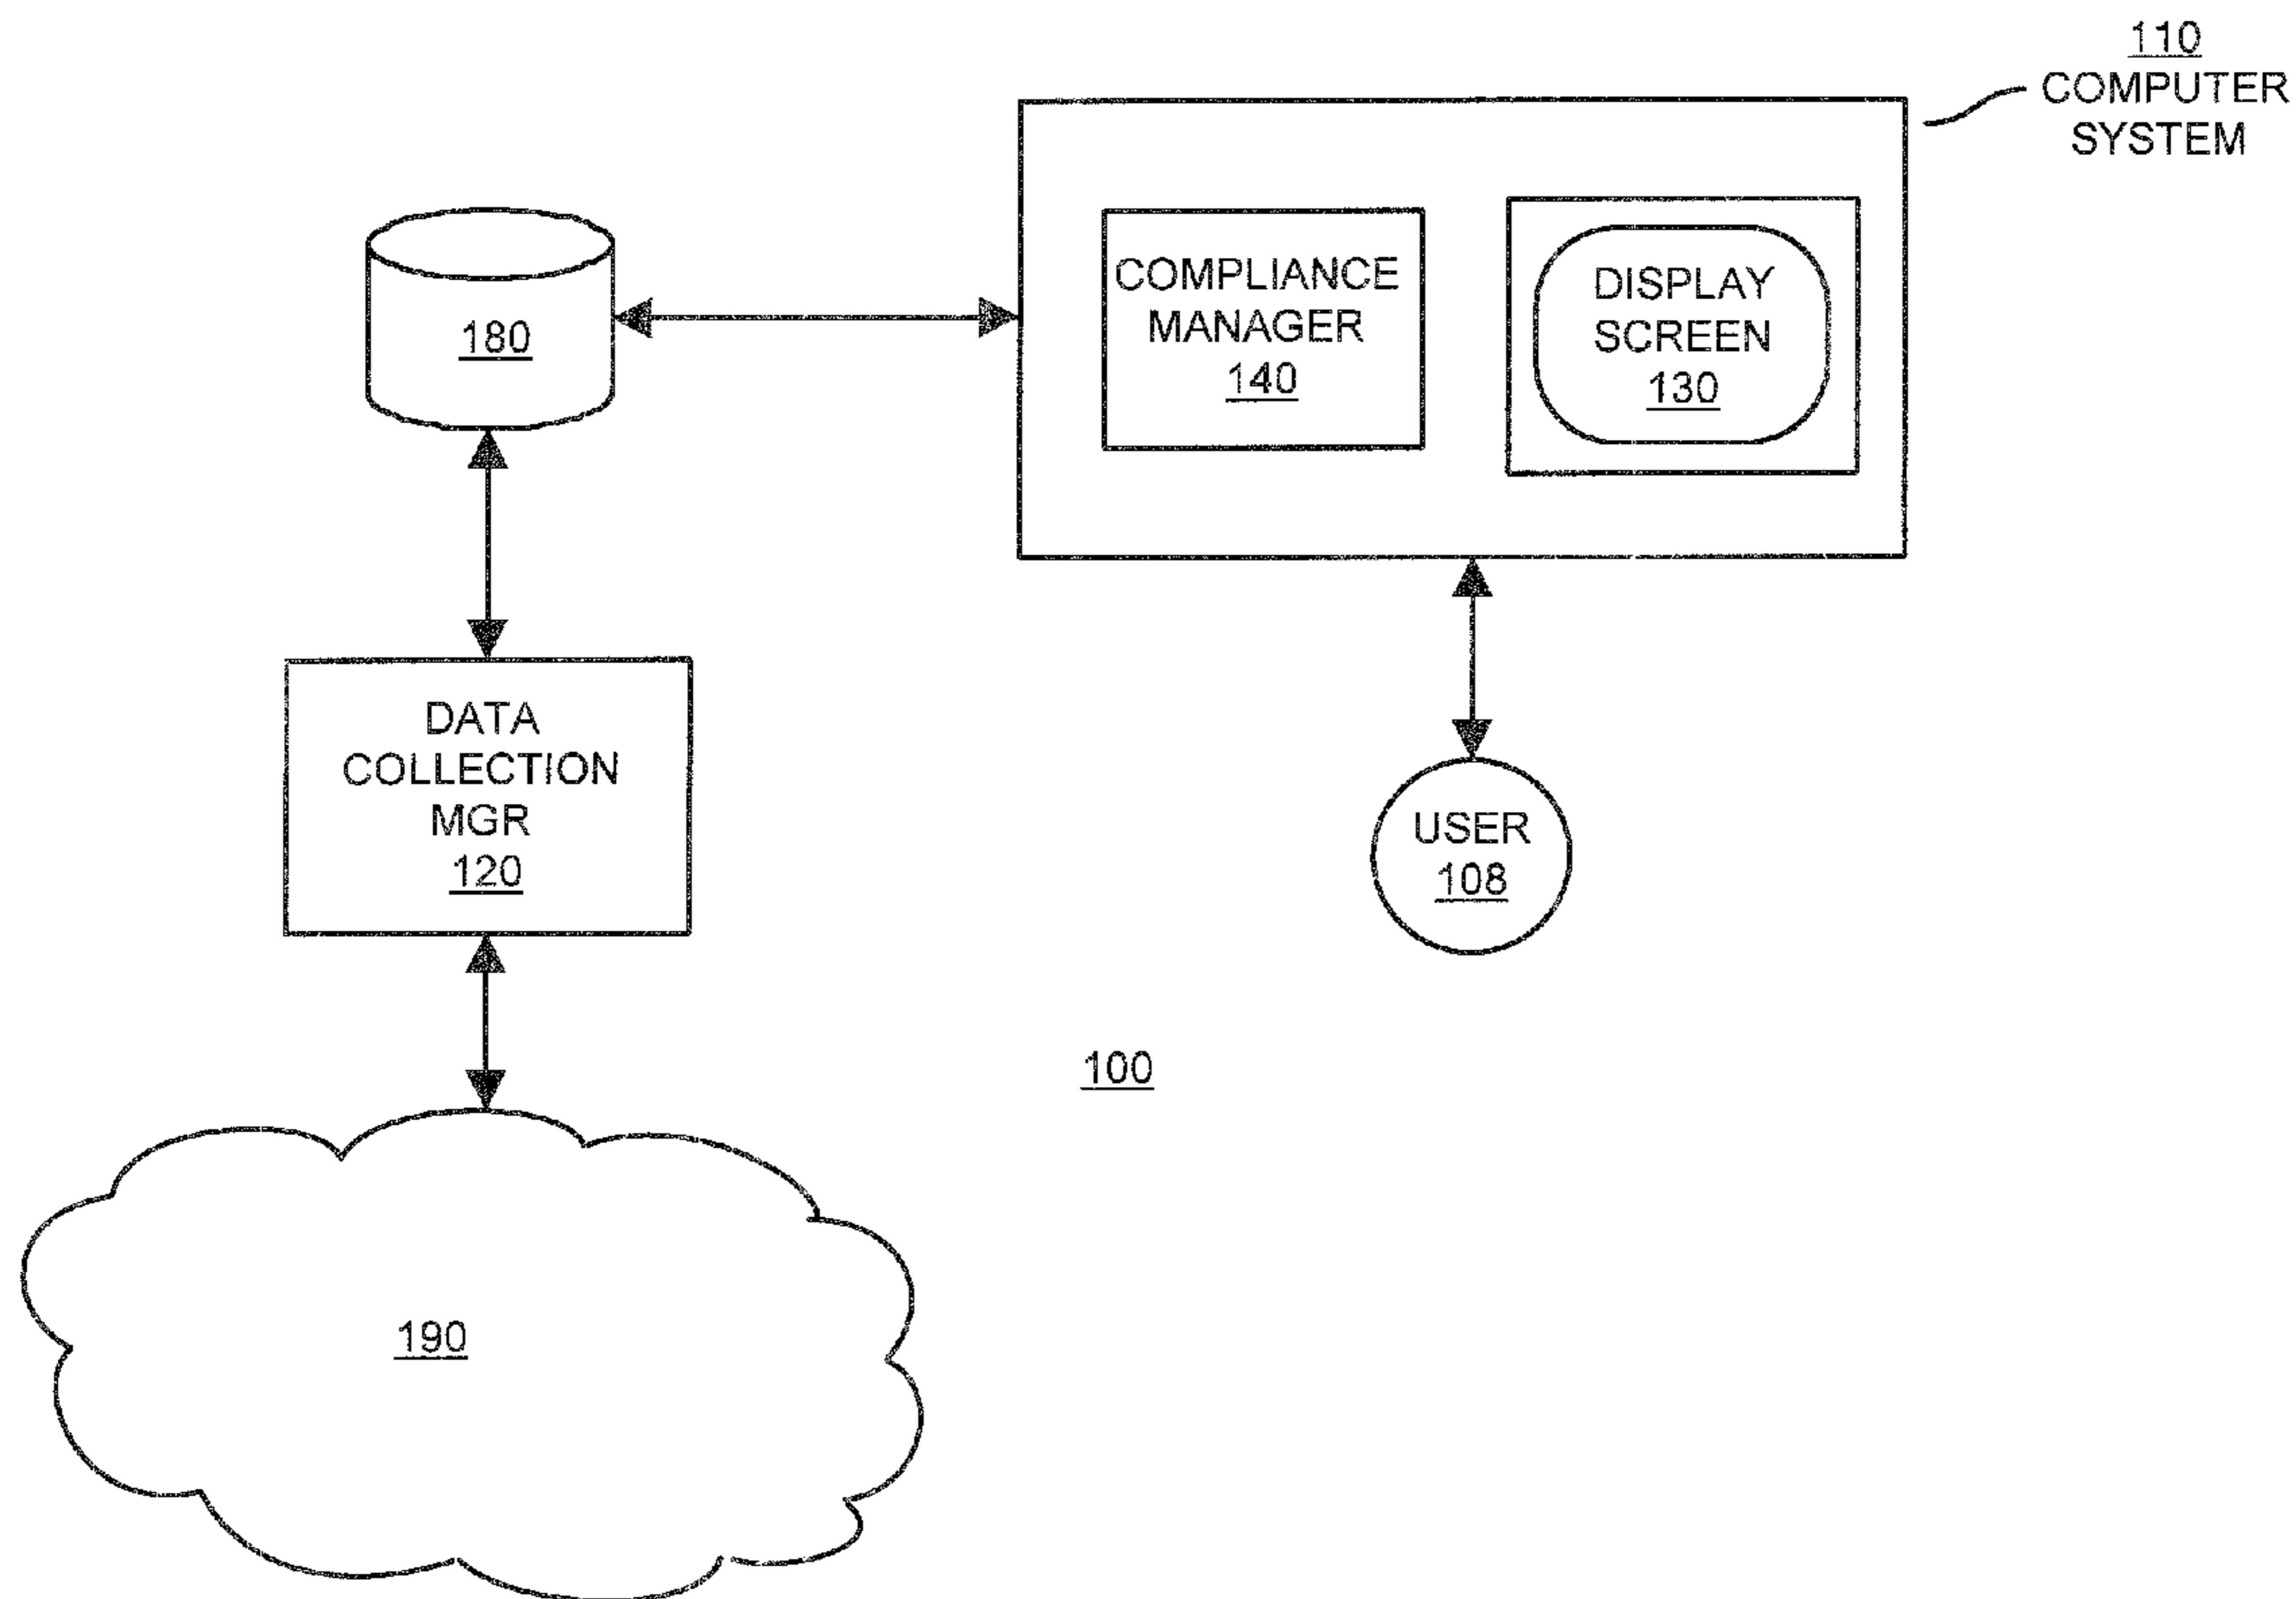 110
COMPUTER
SYSTEM
COMPLIANCE
MANAGER
140
DISPLAY
SCREEN
130
180
DATA
COLLECTION
MGR
120
USER
108
100
190